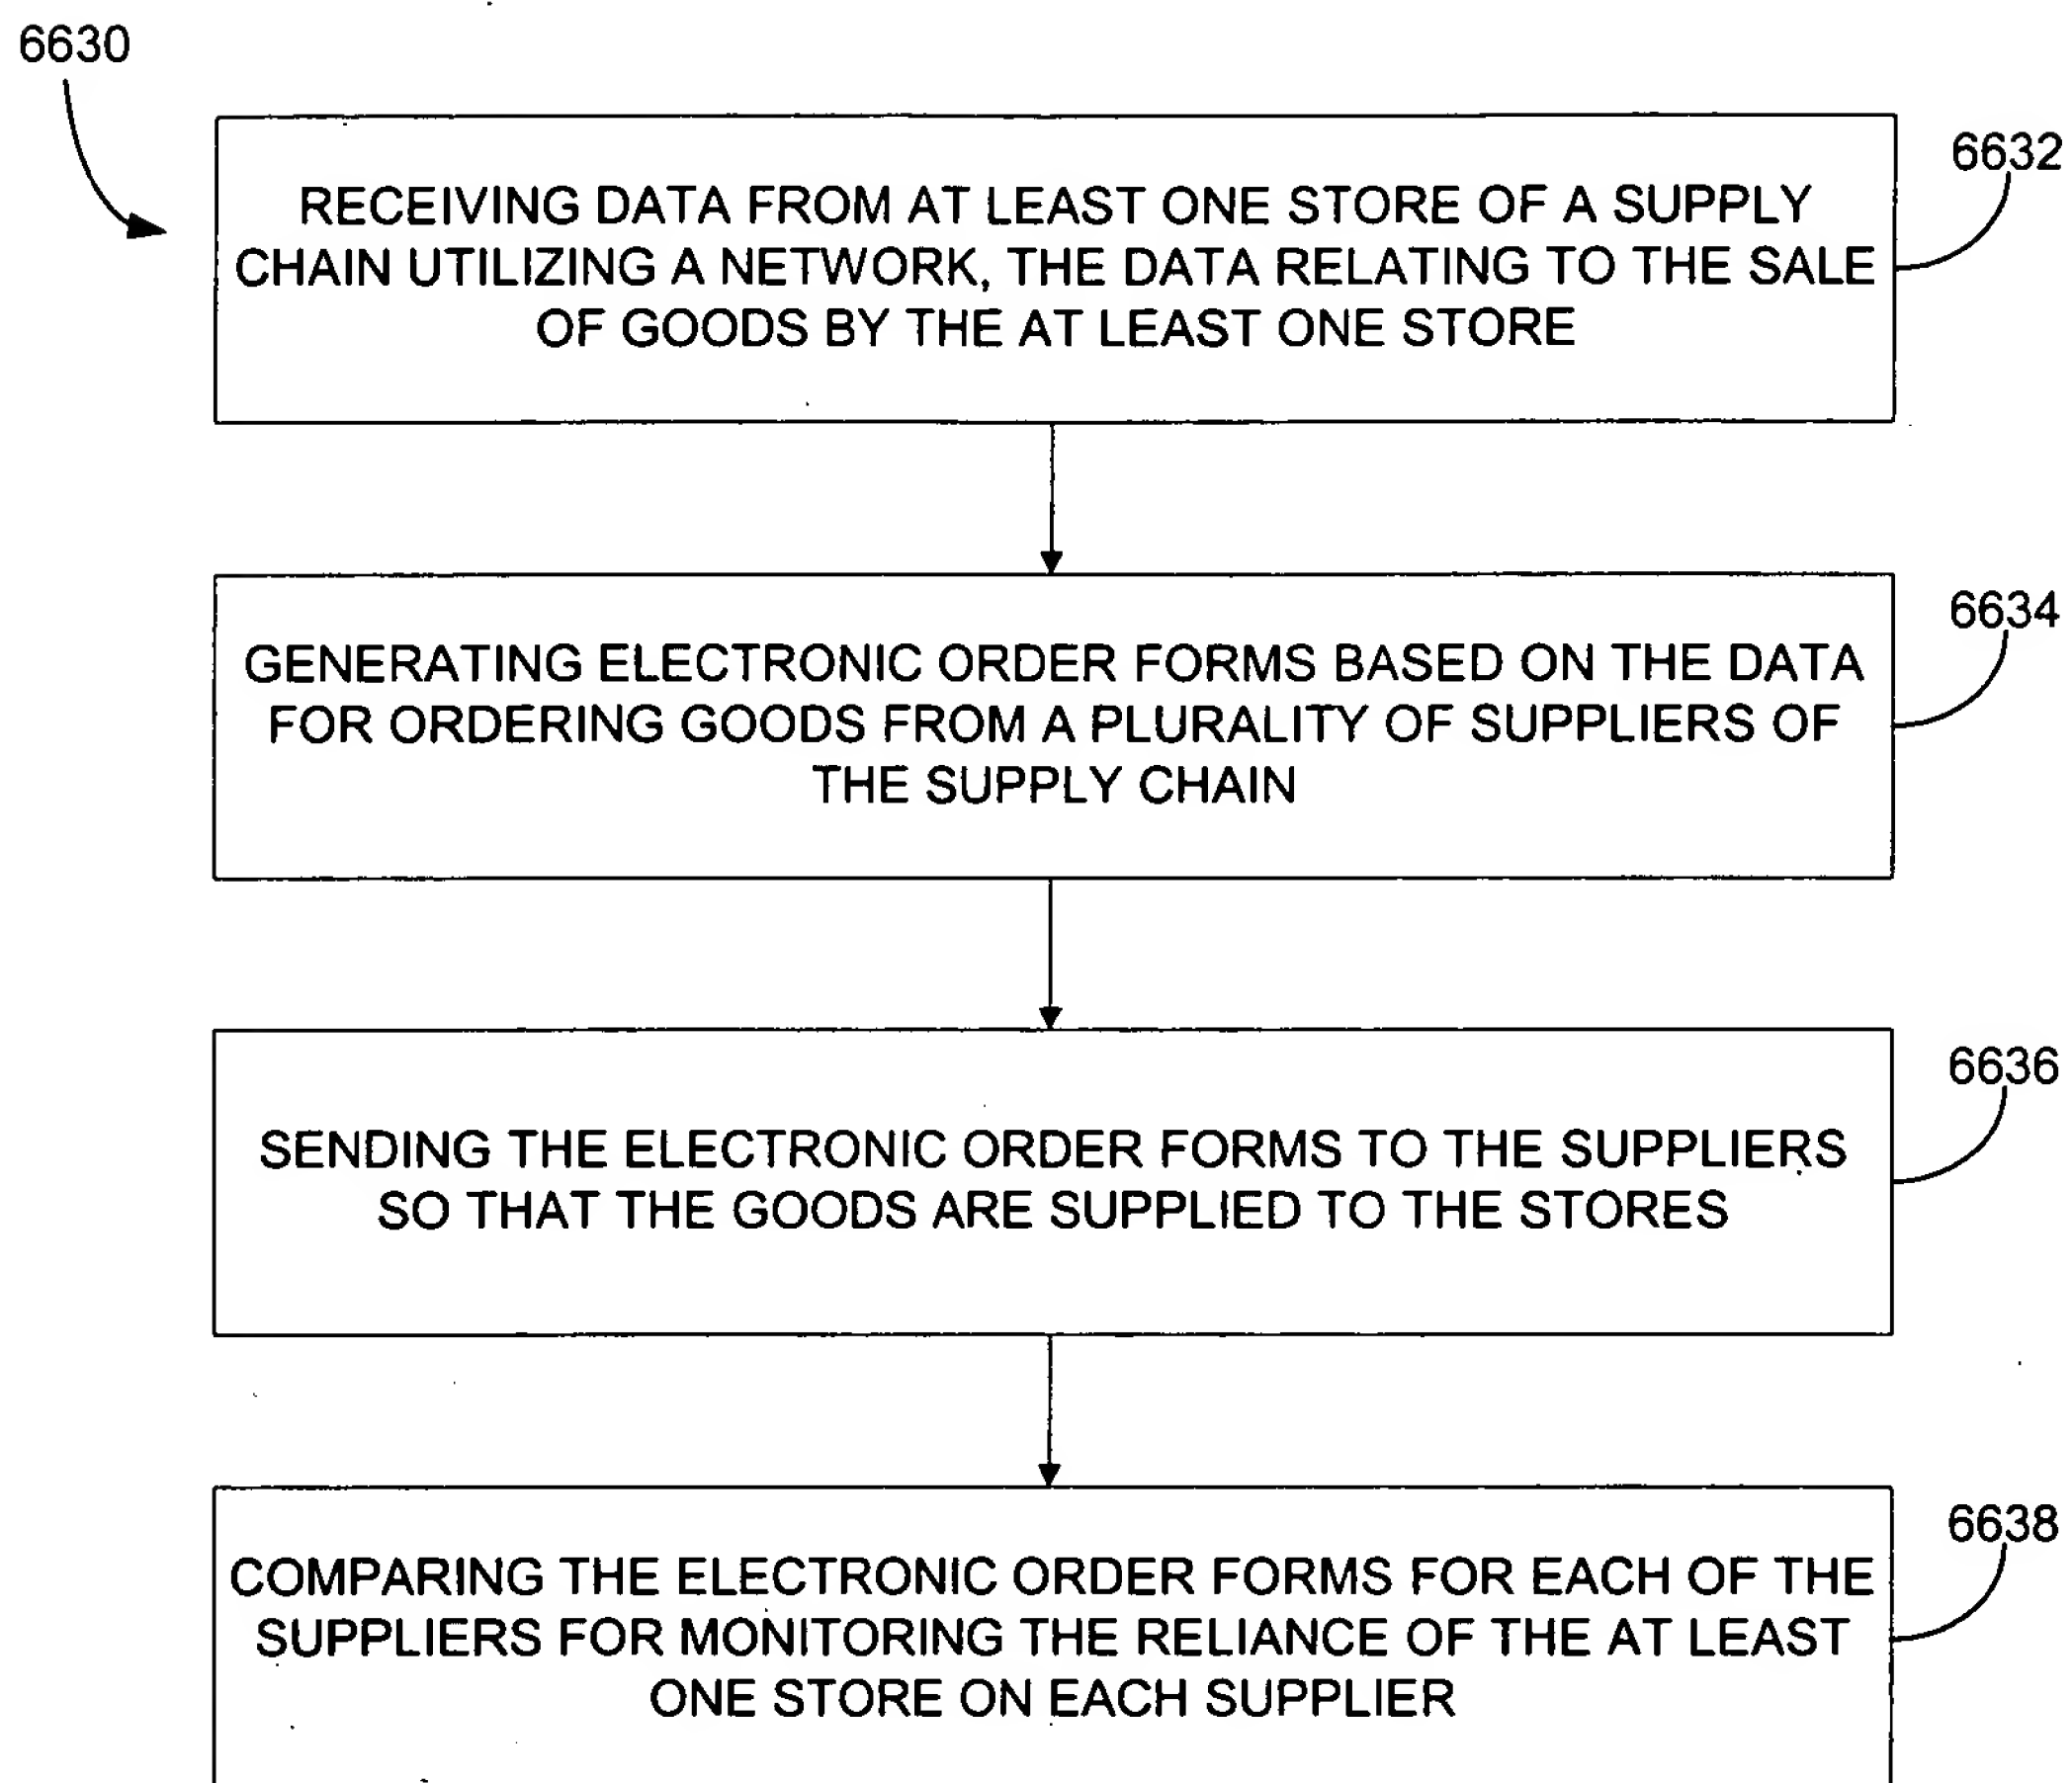 6630
6632
RECEIVING DATA FROM AT LEAST ONE STORE OF A SUPPLY
CHAIN UTILIZING A NETWORK, THE DATA RELATING TO THE SALE
OF GOODS BY THE AT LEAST ONE STORE
6634
GENERATING ELECTRONIC ORDER FORMS BASED ON THE DATA
FOR ORDERING GOODS FROM A PLURALITY OF SUPPLIERS OF
THE SUPPLY CHAIN
6636
SENDING THE ELECTRONIC ORDER FORMS TO THE SUPPLIERS
SO THAT THE GOODS ARE SUPPLIED TO THE STORES
6638
COMPARING THE ELECTRONIC ORDER FORMS FOR EACH OF THE
SUPPLIERS FOR MONITORING THE RELIANCE OF THE AT LEAST
ONE STORE ON EACH SUPPLIER